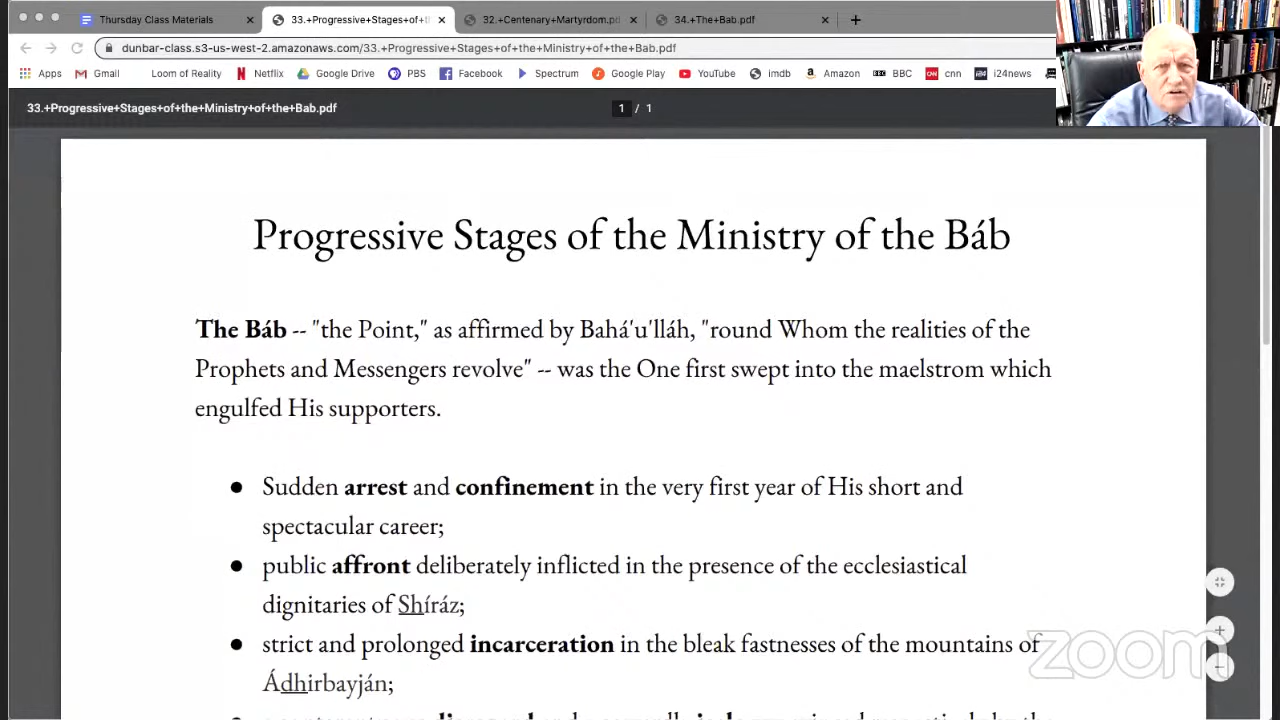 Thursday Class Materials
33.+Progressive+Stages+of+t
32.+Centenary+Martyrdom.pd
34.+The+Bab.pdf
dunbar-class.s3-us-west-2.amazonaws.com/33.+Progressive+Stages+of+the+Ministry+of+the+Bab.pdf
Apps Gmail Loom of Reality Netflix Google Drive PBS Facebook Spectrum Google Play YouTube imdb Amazon BBC cnn i24news
33.+Progressive+Stages+of+the+Ministry+of+the+Bab.pdf
1 / 1
Progressive Stages of the Ministry of the Báb
The Báb -- "the Point," as affirmed by Bahá'u'lláh, "round Whom the realities of the
Prophets and Messengers revolve" -- was the One first swept into the maelstrom which
engulfed His supporters.
● Sudden arrest and confinement in the very first year of His short and
spectacular career;
● public affront deliberately inflicted in the presence of the ecclesiastical
dignitaries of Shíráz;
● strict and prolonged incarceration in the bleak fastnesses of the mountains of
Ádhirbayján;
zoom